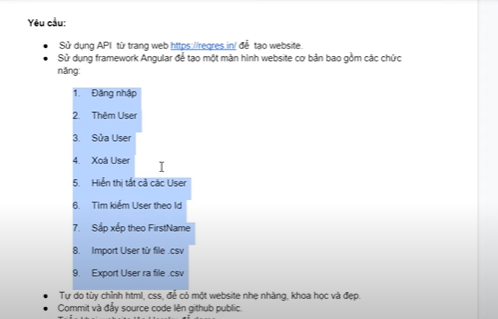 Yêu cầu:
● Sử dụng API từ trang web https://reqres.in/ để tạo website.
● Sử dụng framework Angular để tạo một màn hình website cơ bản bao gồm các chức
năng:
1. Đăng nhập
2. Thêm User
3. Sửa User
4. Xoá User
5. Hiển thị tất cả các User
6. Tìm kiếm User theo Id
7. Sắp xếp theo FirstName
8. Import User từ file .csv
9. Export User ra file .csv
● Tự do tùy chỉnh html, css, để có một website nhẹ nhàng, khoa học và đẹp.
● Commit và đẩy source code lên github public.